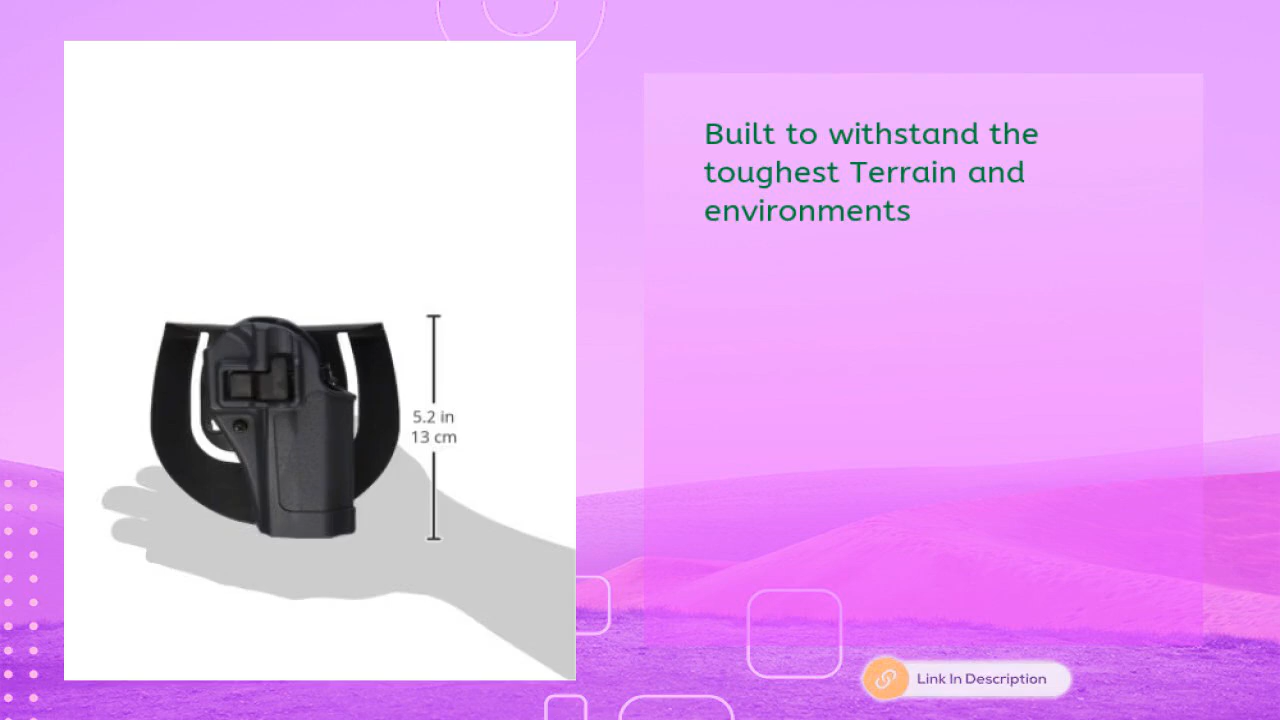 Built to withstand the
toughest Terrain and
environments
5.2 in
13 cm
Link In Description